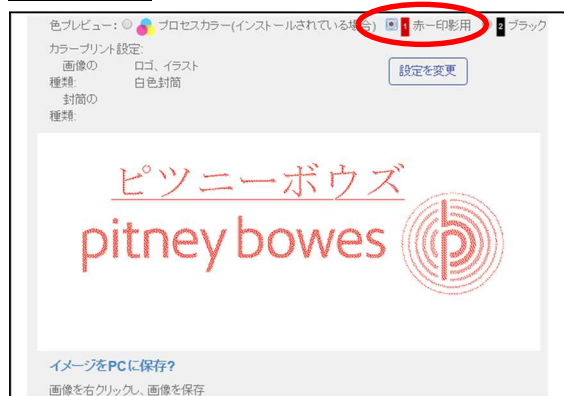 色プレビュー: プロセスカラー(インストールされている場合) 1 赤ー印影用 2 ブラック
カラープリント設定:
画像の ロゴ、イラスト
種類: 白色封筒
封筒の
種類:
設定を変更
ピツニーボウズ
pitney bowes
イメージをPCに保存?
画像を右クリックし、画像を保存